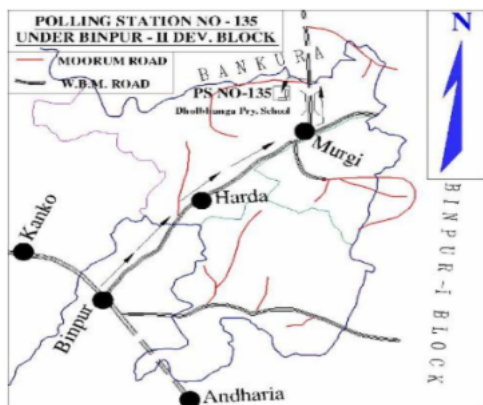 POLLING STATION NO - 135
UNDER BINPUR - II DEV. BLOCK
MOORUM ROAD
W.B.M. ROAD
N
BANKURA
PS NO-135
Dholbhanga Pry. School
Murgi
Harda
Kanko
Binpur
Andharia
BINPUR-I BLOCK